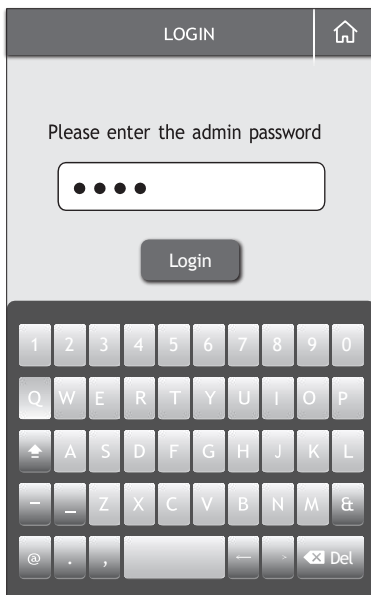 LOGIN
Please enter the admin password
Login
1 2 3 4 5 6 7 8 9 0
Q W E R T Y U I O P
A S D F G H J K L
– _ Z X C V B N M &
@ . , ← > Del